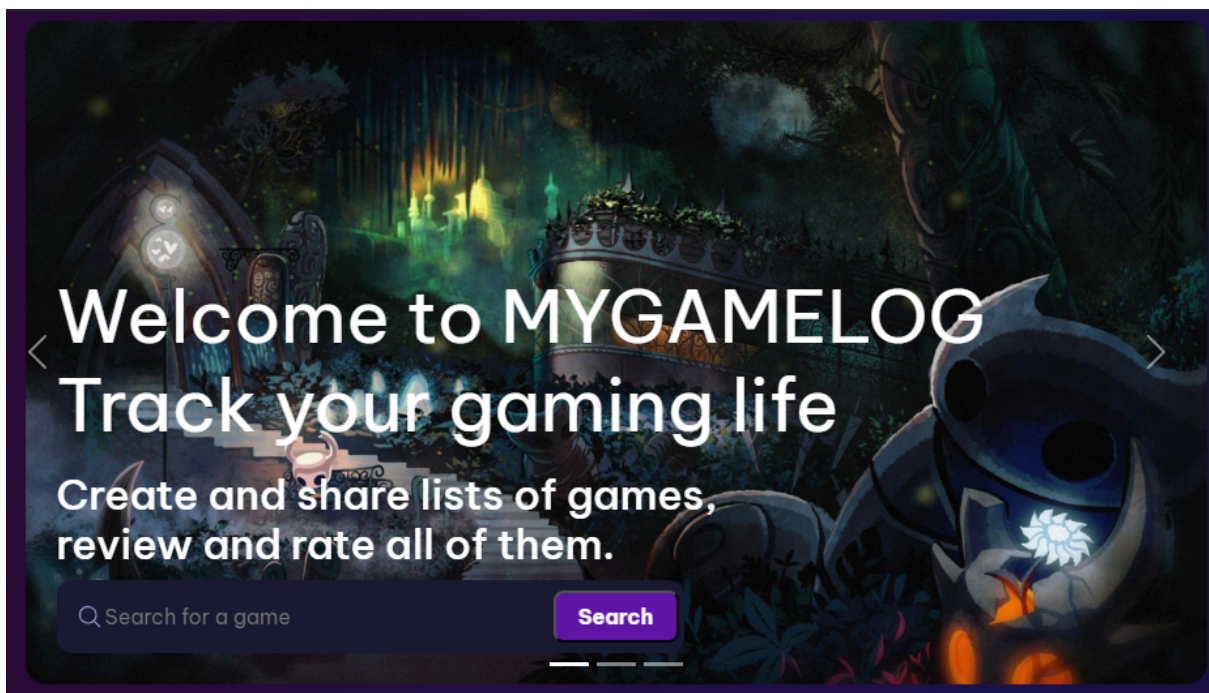 Welcome to MYGAMELOG
Track your gaming life
Create and share lists of games,
review and rate all of them.
Search for a game
Search